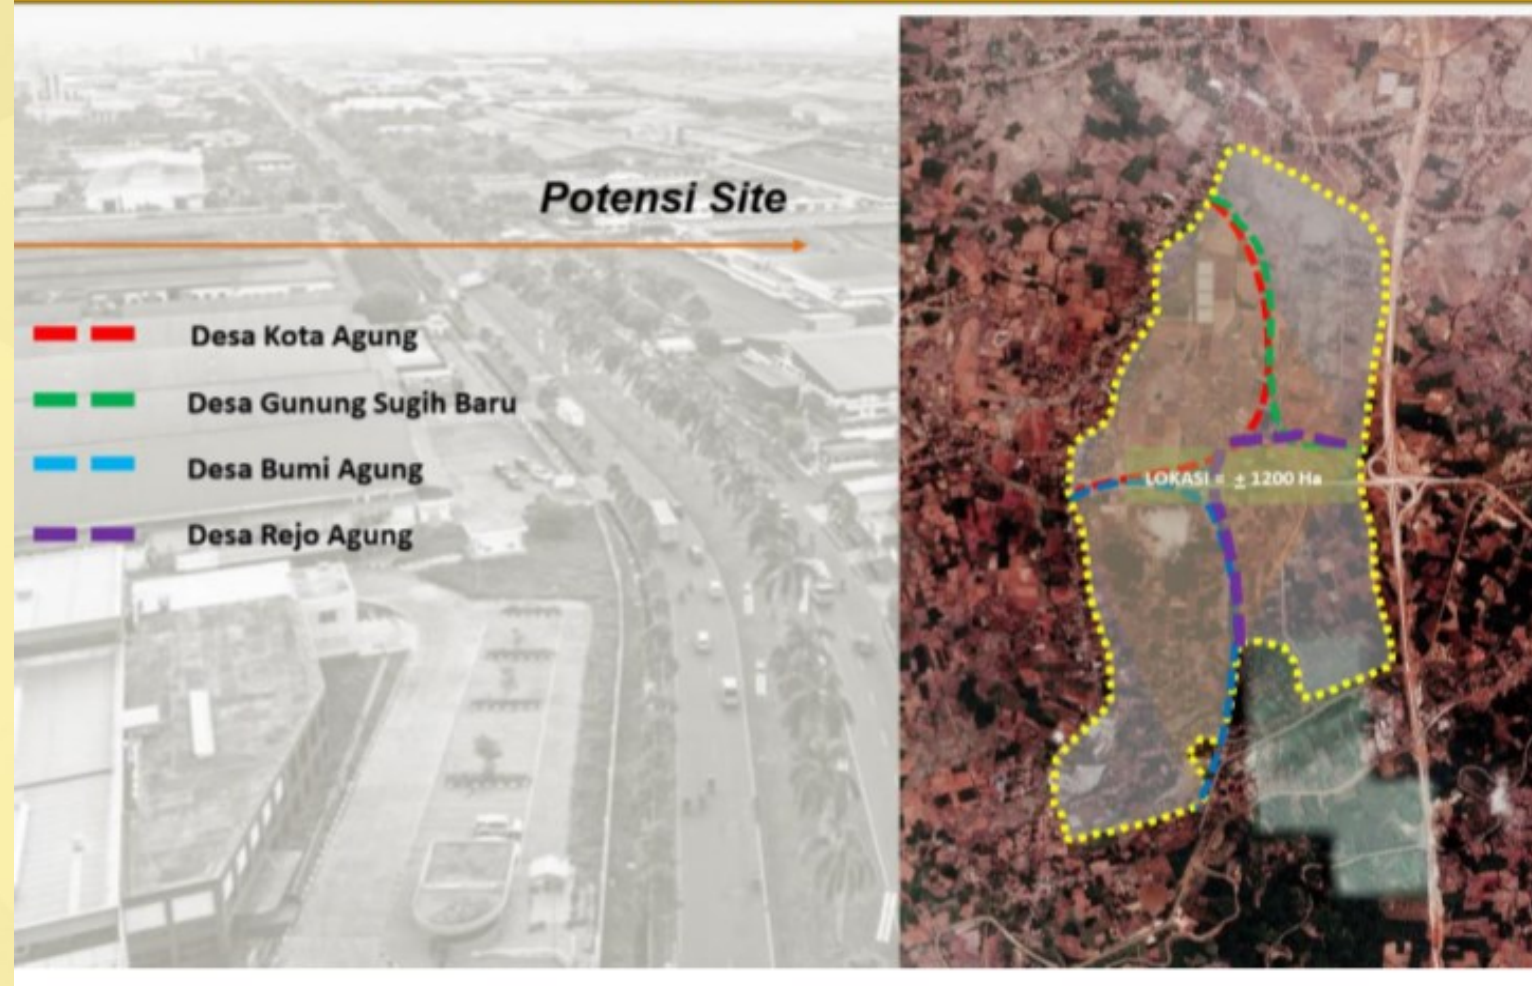 Potensi Site
Desa Kota Agung
Desa Gunung Sugih Baru
Desa Bumi Agung
Desa Rejo Agung
LOKASI = ± 1200 Ha